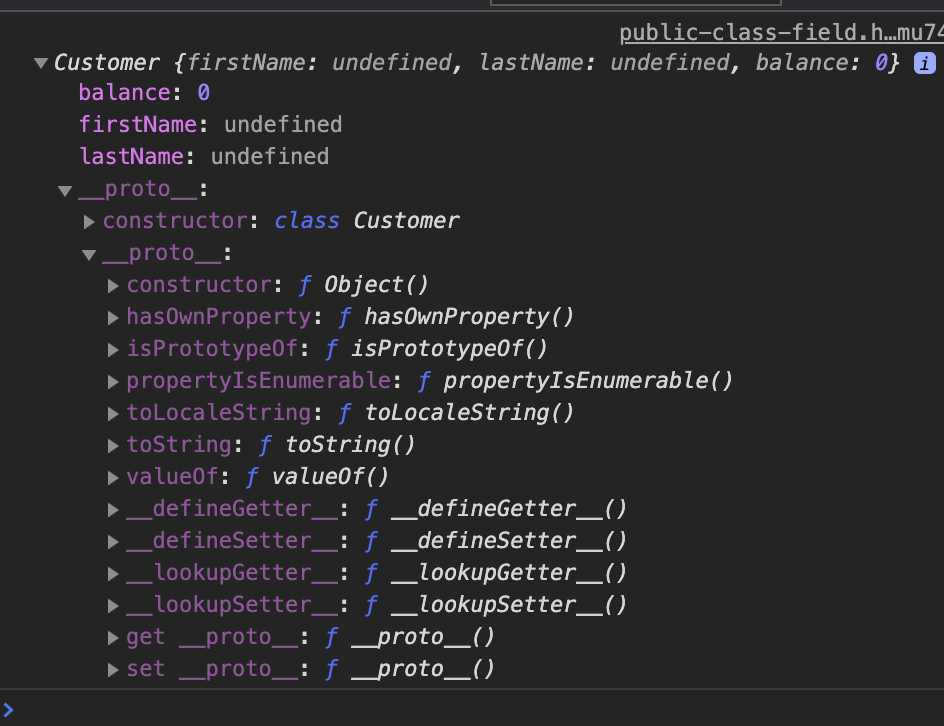 public-class-field.h…mu74
▼Customer {firstName: undefined, lastName: undefined, balance: 0} i
balance: 0
firstName: undefined
lastName: undefined
▼__proto__:
▶constructor: class Customer
▼__proto__:
▶constructor: ƒ Object()
▶hasOwnProperty: ƒ hasOwnProperty()
▶isPrototypeOf: ƒ isPrototypeOf()
▶propertyIsEnumerable: ƒ propertyIsEnumerable()
▶toLocaleString: ƒ toLocaleString()
▶toString: ƒ toString()
▶valueOf: ƒ valueOf()
▶__defineGetter__: ƒ __defineGetter__()
▶__defineSetter__: ƒ __defineSetter__()
▶__lookupGetter__: ƒ __lookupGetter__()
▶__lookupSetter__: ƒ __lookupSetter__()
▶get __proto__: ƒ __proto__()
▶set __proto__: ƒ __proto__()
>